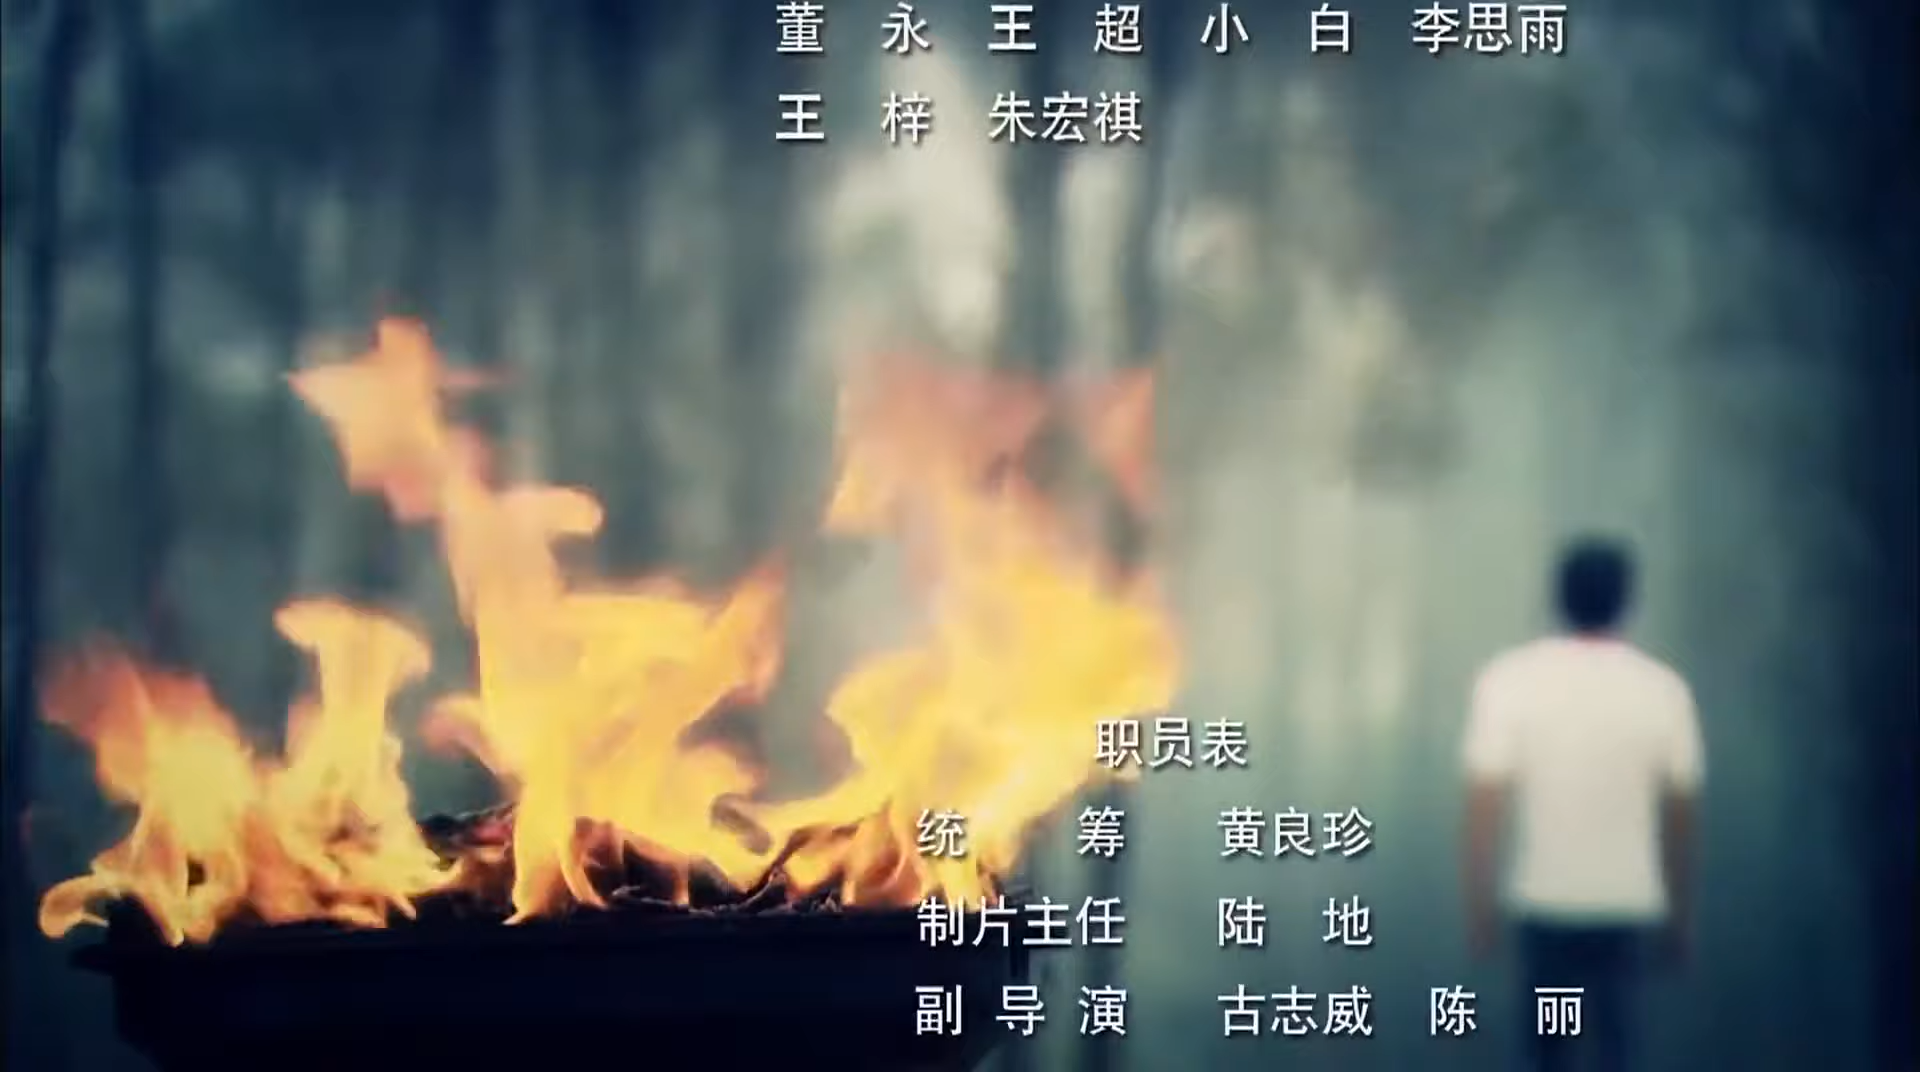 董永 王超 小白 李思雨
王梓 朱宏祺
职员表
统筹 黄良珍
制片主任 陆地
副导演 古志威 陈丽